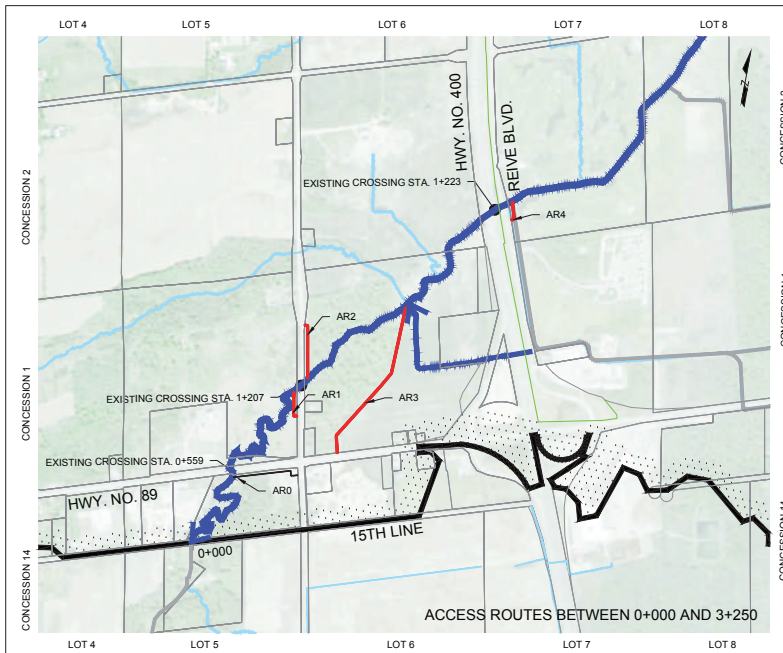 LOT 4
LOT 5
LOT 6
LOT 7
LOT 8
HWY. NO. 400
REIVE BLVD.
Z
CONCESSION 2
CONCESSION 2
EXISTING CROSSING STA. 1+223
AR4
AR2
CONCESSION 1
EXISTING CROSSING STA. 1+207
AR1
AR3
EXISTING CROSSING STA. 0+559
AR0
HWY. NO. 89
15TH LINE
0+000
CONCESSION 14
ACCESS ROUTES BETWEEN 0+000 AND 3+250
LOT 4
LOT 5
LOT 6
LOT 7
LOT 8